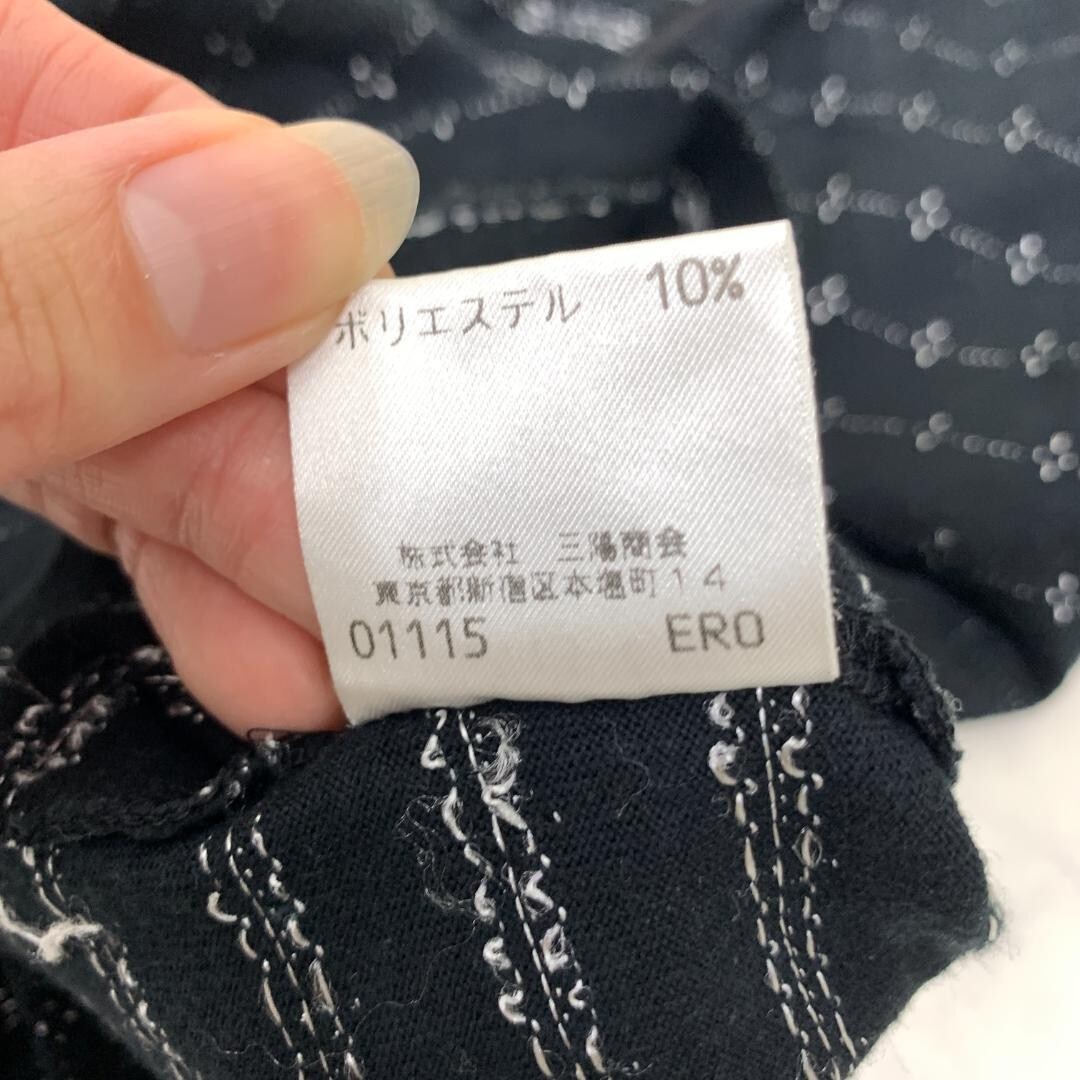 ポリエステル 10%
株式会社 三陽商会
東京都新宿区本塩町14
01115 ERO